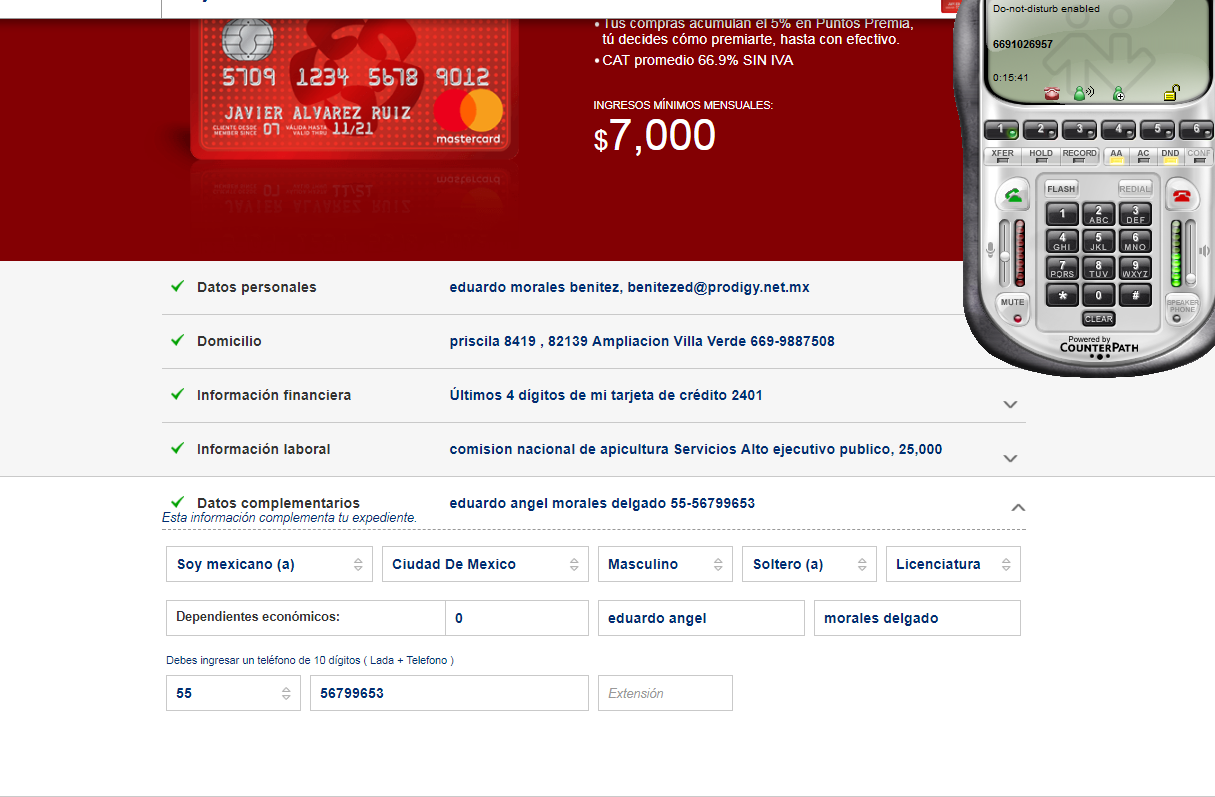 • Tus compras acumulan el 5% en Puntos Premia,
tú decides cómo premiarte, hasta con efectivo.
• CAT promedio 66.9% SIN IVA
INGRESOS MÍNIMOS MENSUALES:
$7,000
5709 1234 5678 9012
JAVIER ALVAREZ RUIZ
CLIENTE DESDE
MEMBER SINCE
07
VÁLIDA HASTA
VALID THRU
11/21
mastercard
Do-not-disturb enabled
6691026957
0:15:41
1 2 3 4 5 6
XFER HOLD RECORD AA AC DND CONF
FLASH REDIAL
1 2 ABC 3 DEF
4 GHI 5 JKL 6 MNO
7 PQRS 8 TUV 9 WXYZ
* 0 #
MUTE
SPEAKER
PHONE
CLEAR
Powered by
COUNTERPATH
Datos personales eduardo morales benitez, benitezed@prodigy.net.mx
Domicilio priscila 8419 , 82139 Ampliacion Villa Verde 669-9887508
Información financiera Últimos 4 dígitos de mi tarjeta de crédito 2401
Información laboral comision nacional de apicultura Servicios Alto ejecutivo publico, 25,000
Datos complementarios eduardo angel morales delgado 55-56799653
Esta información complementa tu expediente.
Soy mexicano (a) Ciudad De Mexico Masculino Soltero (a) Licenciatura
Dependientes económicos: 0 eduardo angel morales delgado
Debes ingresar un teléfono de 10 dígitos ( Lada + Telefono )
55 56799653 Extensión